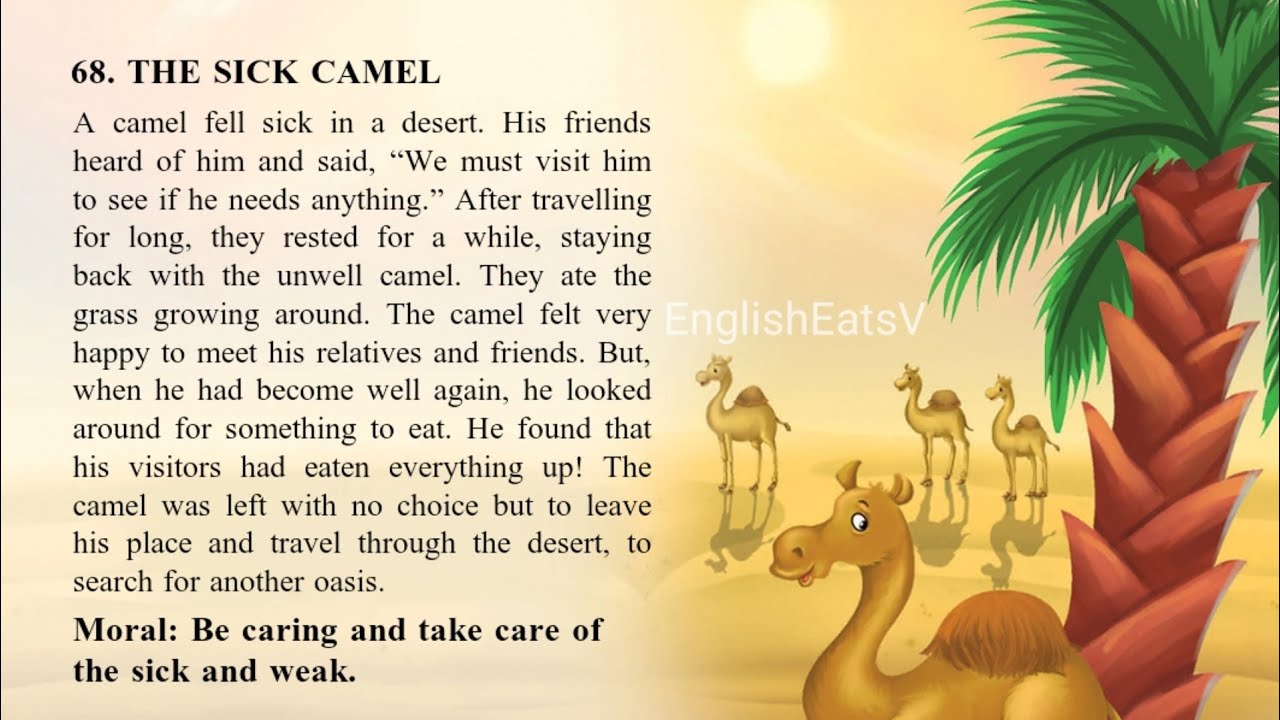 68. THE SICK CAMEL
A camel fell sick in a desert. His friends
heard of him and said, “We must visit him
to see if he needs anything.” After travelling
for long, they rested for a while, staying
back with the unwell camel. They ate the
grass growing around. The camel felt very
happy to meet his relatives and friends. But,
when he had become well again, he looked
around for something to eat. He found that
his visitors had eaten everything up! The
camel was left with no choice but to leave
his place and travel through the desert, to
search for another oasis.
Moral: Be caring and take care of
the sick and weak.
EnglishEatsV